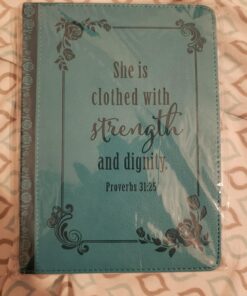 She is
clothed with
strength
and dignity.
Proverbs 31:25